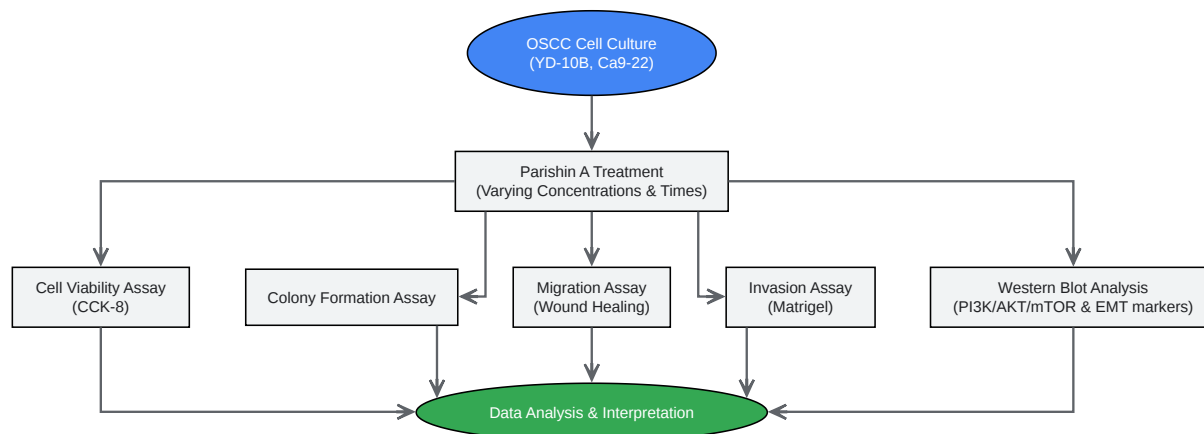 OSCC Cell Culture
(YD-10B, Ca9-22)
Parishin A Treatment
(Varying Concentrations & Times)
Cell Viability Assay
(CCK-8)
Colony Formation Assay
Migration Assay
(Wound Healing)
Invasion Assay
(Matrigel)
Western Blot Analysis
(PI3K/AKT/mTOR & EMT markers)
Data Analysis & Interpretation